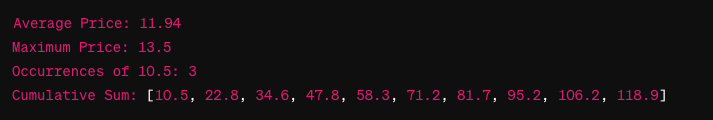 Average Price: 11.94
Maximum Price: 13.5
Occurrences of 10.5: 3
Cumulative Sum: [10.5, 22.8, 34.6, 47.8, 58.3, 71.2, 81.7, 95.2, 106.2, 118.9]